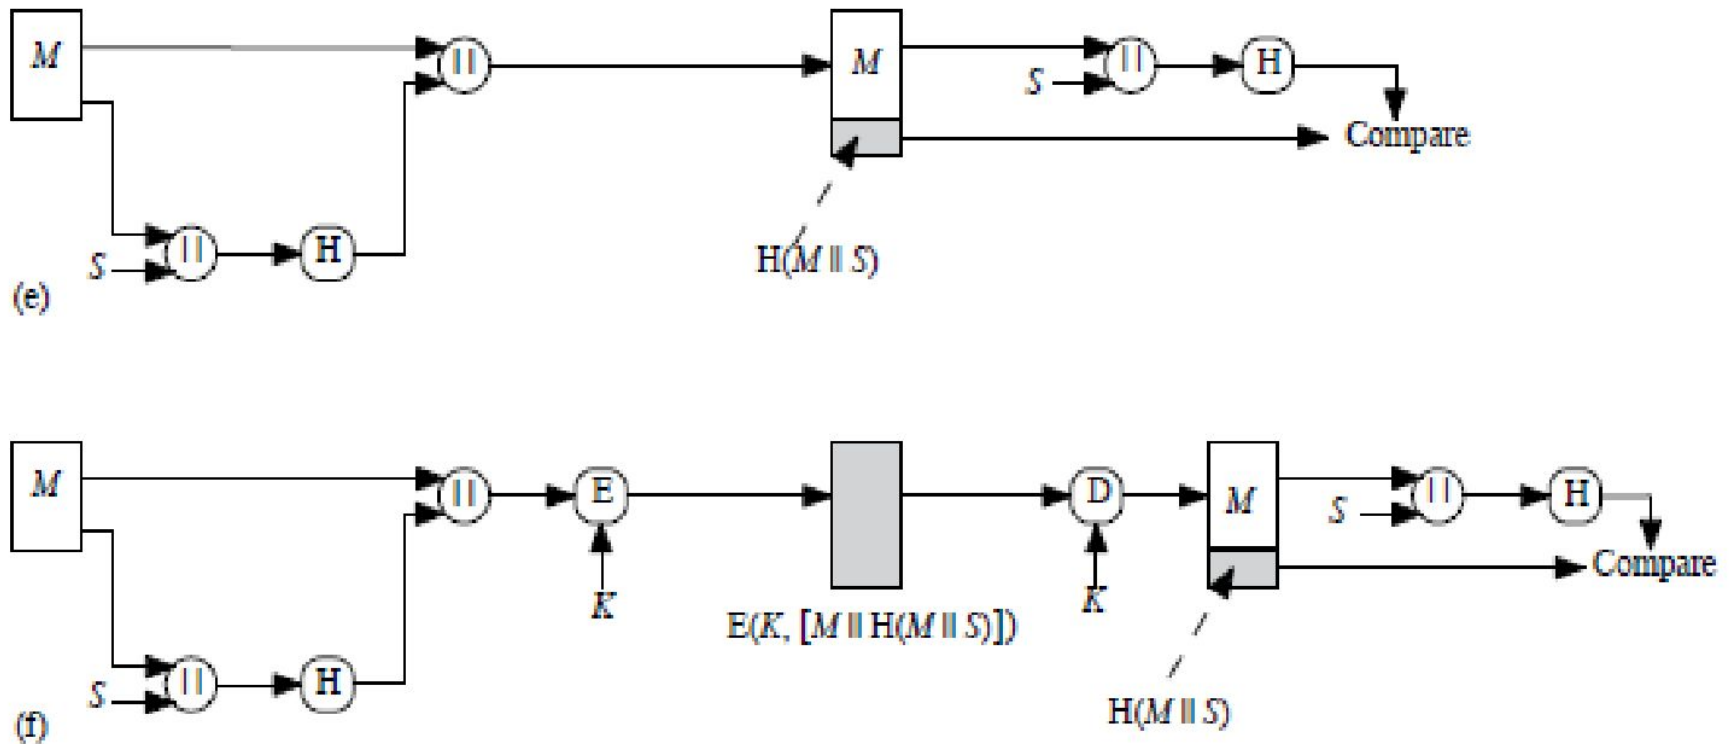 M || M || H
S
Compare
H(M || S)
S || H
(e)
M || E D M || H
S
Compare
K K
E(K, [M || H(M || S)])
S || H
H(M || S)
(f)